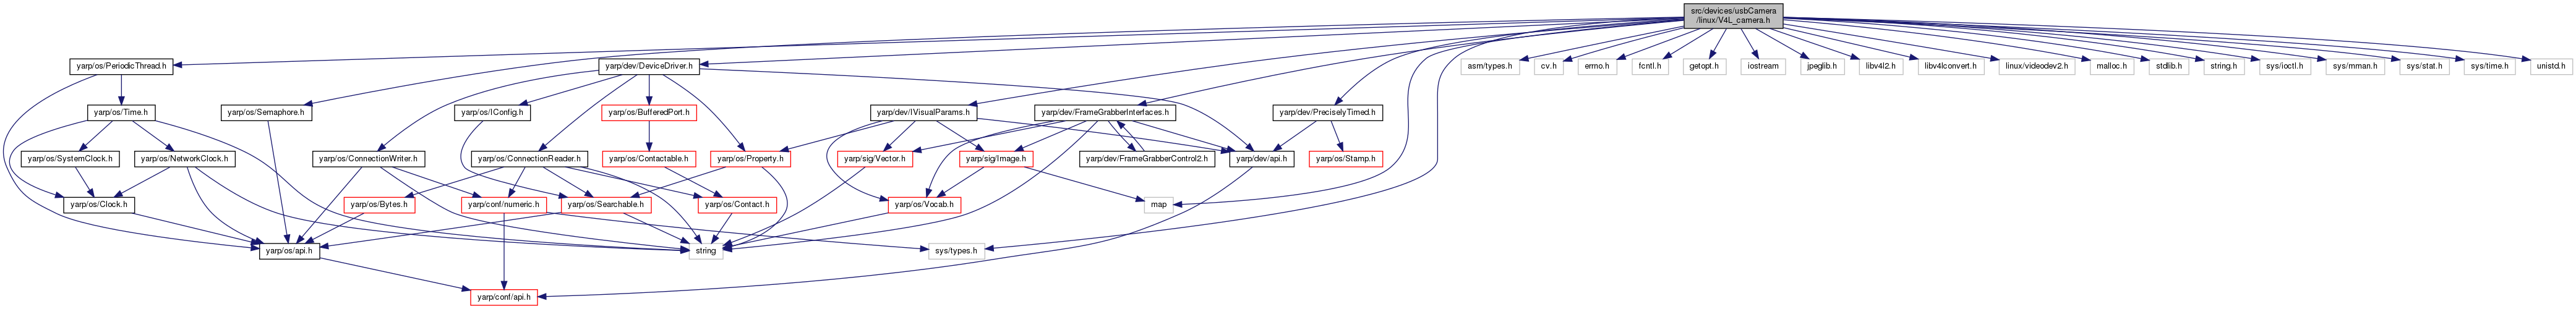 src/devices/usbCamera
/linux/V4L_camera.h
yarp/os/PeriodicThread.h
yarp/dev/DeviceDriver.h
asm/types.h
cv.h
errno.h
fcntl.h
getopt.h
iostream
jpeglib.h
libv4l2.h
libv4lconvert.h
linux/videodev2.h
malloc.h
stdlib.h
string.h
sys/ioctl.h
sys/mman.h
sys/stat.h
sys/time.h
unistd.h
yarp/os/Time.h
yarp/os/Semaphore.h
yarp/os/IConfig.h
yarp/os/BufferedPort.h
yarp/dev/IVisualParams.h
yarp/dev/FrameGrabberInterfaces.h
yarp/dev/PreciselyTimed.h
yarp/os/SystemClock.h
yarp/os/NetworkClock.h
yarp/os/ConnectionWriter.h
yarp/os/ConnectionReader.h
yarp/os/Contactable.h
yarp/os/Property.h
yarp/sig/Vector.h
yarp/sig/Image.h
yarp/dev/FrameGrabberControl2.h
yarp/dev/api.h
yarp/os/Stamp.h
yarp/os/Clock.h
yarp/os/Bytes.h
yarp/conf/numeric.h
yarp/os/Searchable.h
yarp/os/Contact.h
yarp/os/Vocab.h
map
yarp/os/api.h
string
sys/types.h
yarp/conf/api.h